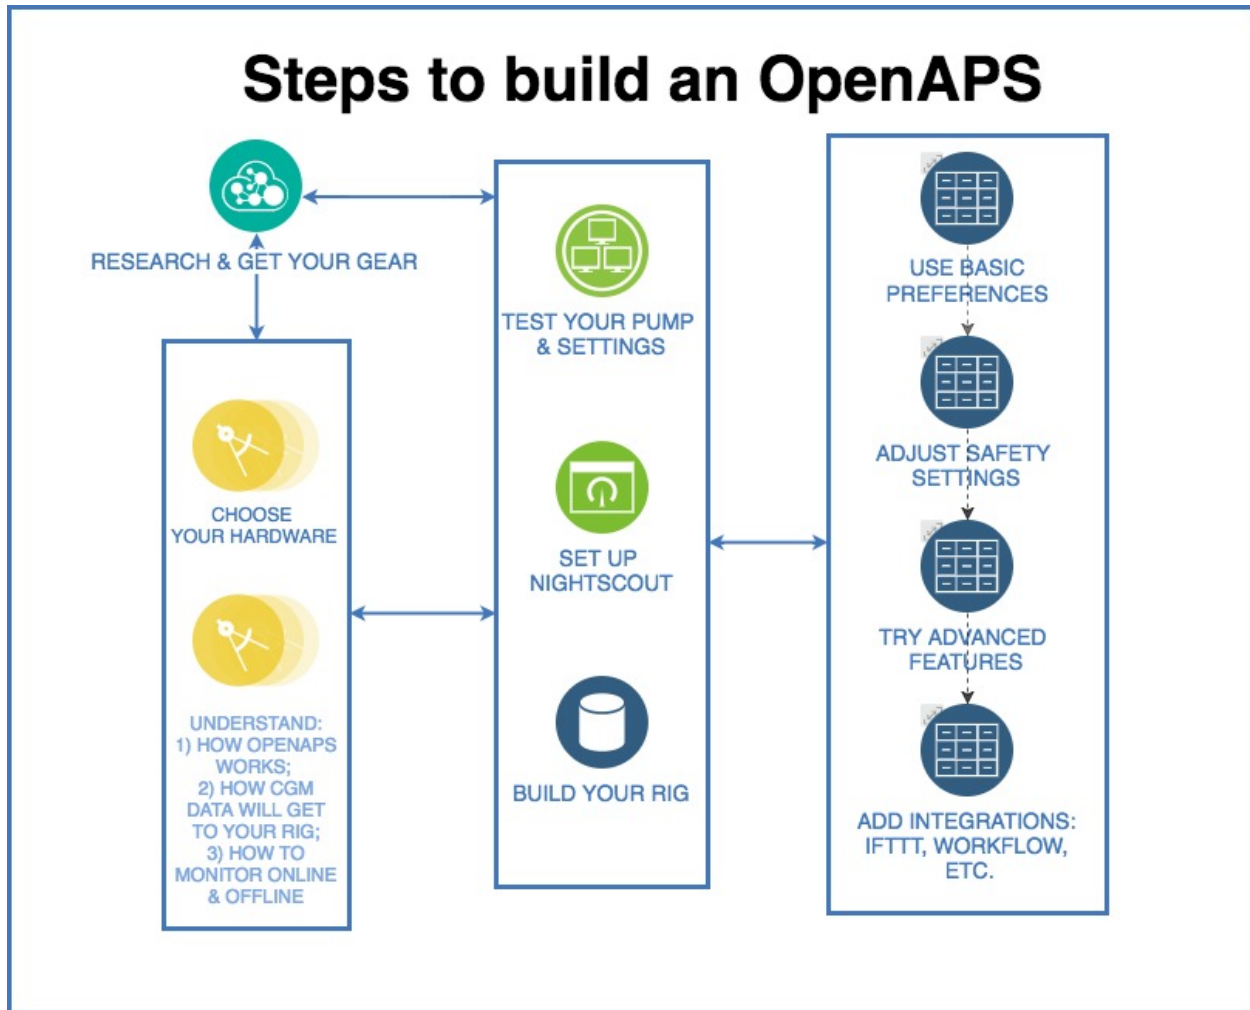 Steps to build an OpenAPS
RESEARCH & GET YOUR GEAR
CHOOSE
YOUR HARDWARE
UNDERSTAND:
1) HOW OPENAPS
WORKS;
2) HOW CGM
DATA WILL GET
TO YOUR RIG;
3) HOW TO
MONITOR ONLINE
& OFFLINE
TEST YOUR PUMP
& SETTINGS
SET UP
NIGHTSCOUT
BUILD YOUR RIG
USE BASIC
PREFERENCES
ADJUST SAFETY
SETTINGS
TRY ADVANCED
FEATURES
ADD INTEGRATIONS:
IFTTT, WORKFLOW,
ETC.